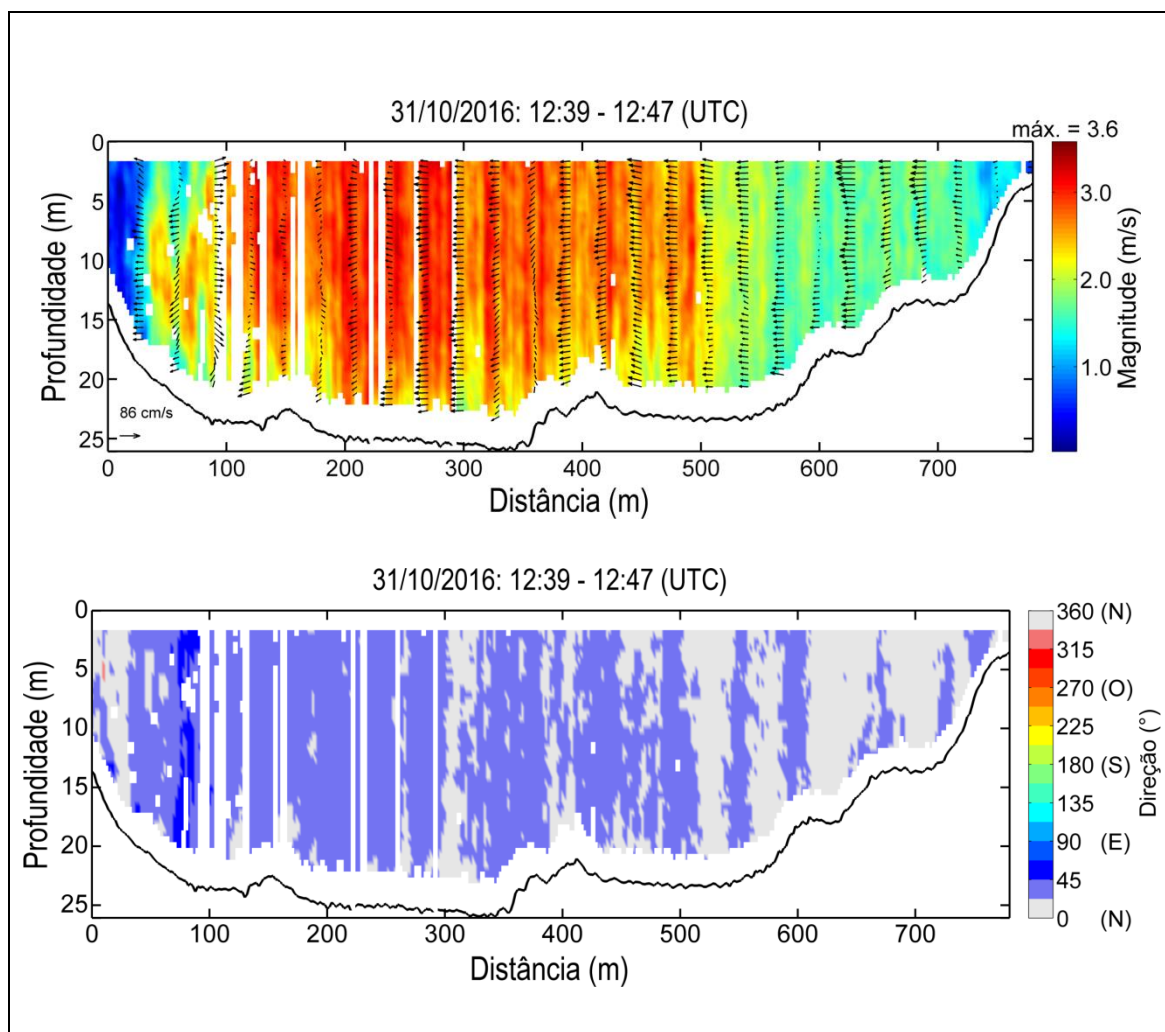 31/10/2016: 12:39 - 12:47 (UTC)
máx. = 3.6
0
5
10
15
20
25
Profundidade (m)
86 cm/s
0 100 200 300 400 500 600 700
Distância (m)
3.0
2.0
1.0
Magnitude (m/s)
31/10/2016: 12:39 - 12:47 (UTC)
0
5
10
15
20
25
Profundidade (m)
0 100 200 300 400 500 600 700
Distância (m)
360 (N)
315
270 (O)
225
180 (S)
135
90 (E)
45
0 (N)
Direção (°)